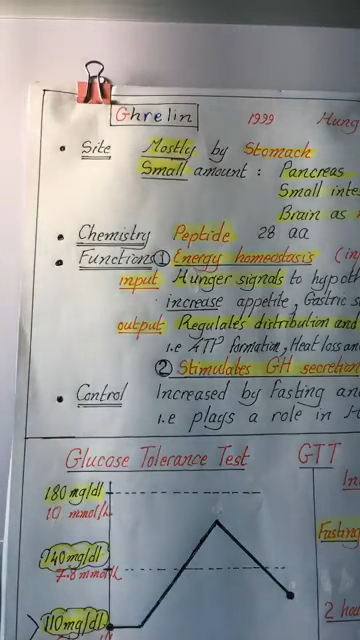 Ghrelin 1999 Hung
• Site Mostly by Stomach
Small amount : Pancreas
Small inte
Brain as
• Chemistry Peptide 28 aa
• Functions ① Energy homeostasis (in
input Hunger signals to hypoth
increase appetite, Gastric s
output Regulates distribution and
i.e ATP formation, Heat loss an
② Stimulates GH secretion
• Control Increased by fasting an
i.e plays a role in
Glucose Tolerance Test GTT
180 mg/dl
10 mmol/L
In
140 mg/dl
7.8 mmol/L
Fasting
110 mg/dl
2 hou